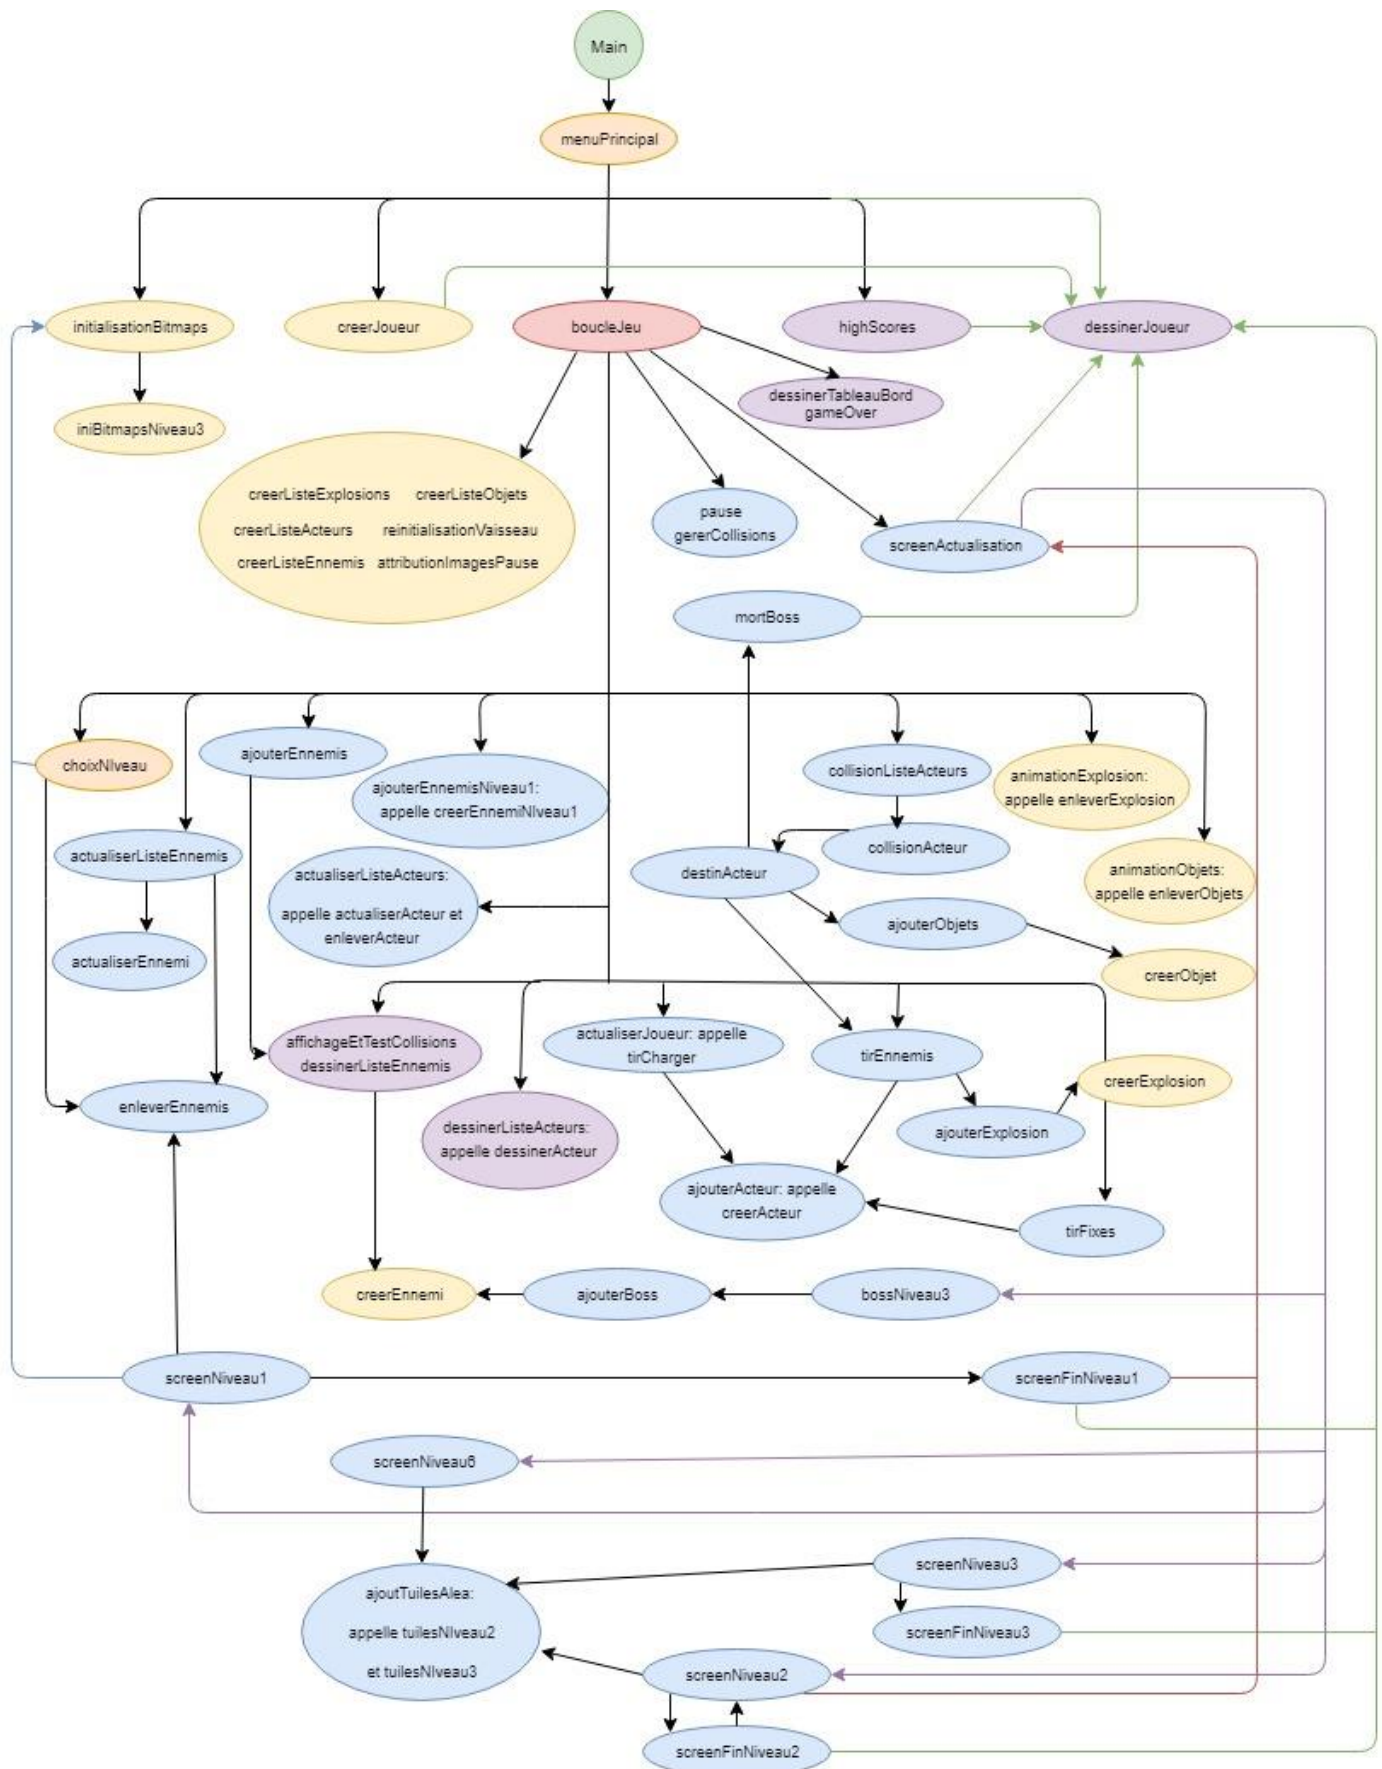 Main
menuPrincipal
initialisationBitmaps
creerJoueur
boucleJeu
highScores
dessinerJoueur
dessinerTableauBord
gameOver
iniBitmapsNiveau3
creerListeExplosions creerListeObjets
creerListeActeurs reinitialisationVaisseau
creerListeEnnemis attributionImagesPause
pause
gererCollisions
screenActualisation
mortBoss
choixNIveau
ajouterEnnemis
ajouterEnnemisNiveau1:
appelle creerEnnemiNIveau1
collisionListeActeurs
animationExplosion:
appelle enleverExplosion
actualiserListeEnnemis
collisionActeur
actualiserListeActeurs:
appelle actualiserActeur et
enleverActeur
destinActeur
animationObjets:
appelle enleverObjets
ajouterObjets
actualiserEnnemi
creerObjet
affichageEtTestCollisions
dessinerListeEnnemis
actualiserJoueur: appelle
tirCharger
tirEnnemis
creerExplosion
enleverEnnemis
dessinerListeActeurs:
appelle dessinerActeur
ajouterExplosion
ajouterActeur: appelle
creerActeur
tirFixes
creerEnnemi
ajouterBoss
bossNiveau3
screenNiveau1
screenFinNiveau1
screenNiveau6
screenNiveau3
ajoutTuilesAlea:
appelle tuilesNIveau2
et tuilesNIveau3
screenFinNiveau3
screenNiveau2
screenFinNiveau2